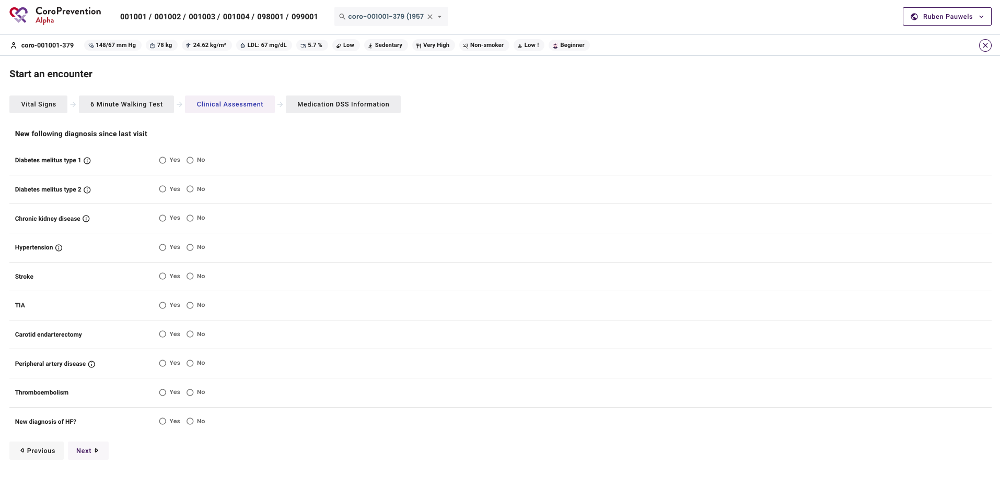 CoroPrevention
Alpha
001001 / 001002 / 001003 / 001004 / 098001 / 099001
coro-001001-379 (1957
Ruben Pauwels
coro-001001-379
148/67 mm Hg
78 kg
24.62 kg/m²
LDL: 67 mg/dL
5.7 %
Low
Sedentary
Very High
Non-smoker
Low !
Beginner
Start an encounter
Vital Signs
6 Minute Walking Test
Clinical Assessment
Medication DSS Information
New following diagnosis since last visit
Diabetes melitus type 1 Yes No
Diabetes melitus type 2 Yes No
Chronic kidney disease Yes No
Hypertension Yes No
Stroke Yes No
TIA Yes No
Carotid endarterectomy Yes No
Peripheral artery disease Yes No
Thromboembolism Yes No
New diagnosis of HF? Yes No
Previous
Next